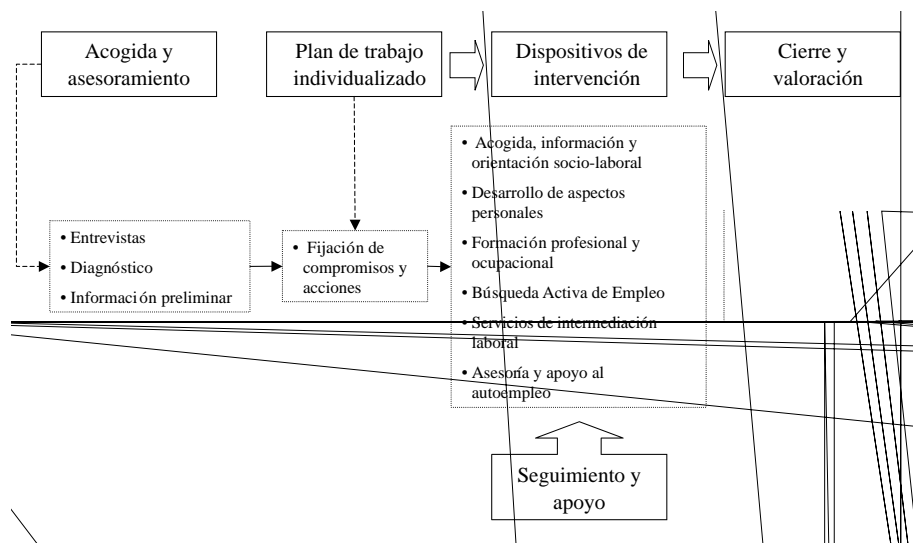 Acogida y
asesoramiento
Plan de trabajo
individualizado
Dispositivos de
intervención
Cierre y
valoración
• Entrevistas
• Diagnóstico
• Información preliminar
• Fijación de
compromisos y
acciones
• Acogida, información y
orientación socio-laboral
• Desarrollo de aspectos
personales
• Formación profesional y
ocupacional
• Búsqueda Activa de Empleo
• Servicios de intermediación
laboral
• Asesoría y apoyo al
autoempleo
Seguimiento y
apoyo